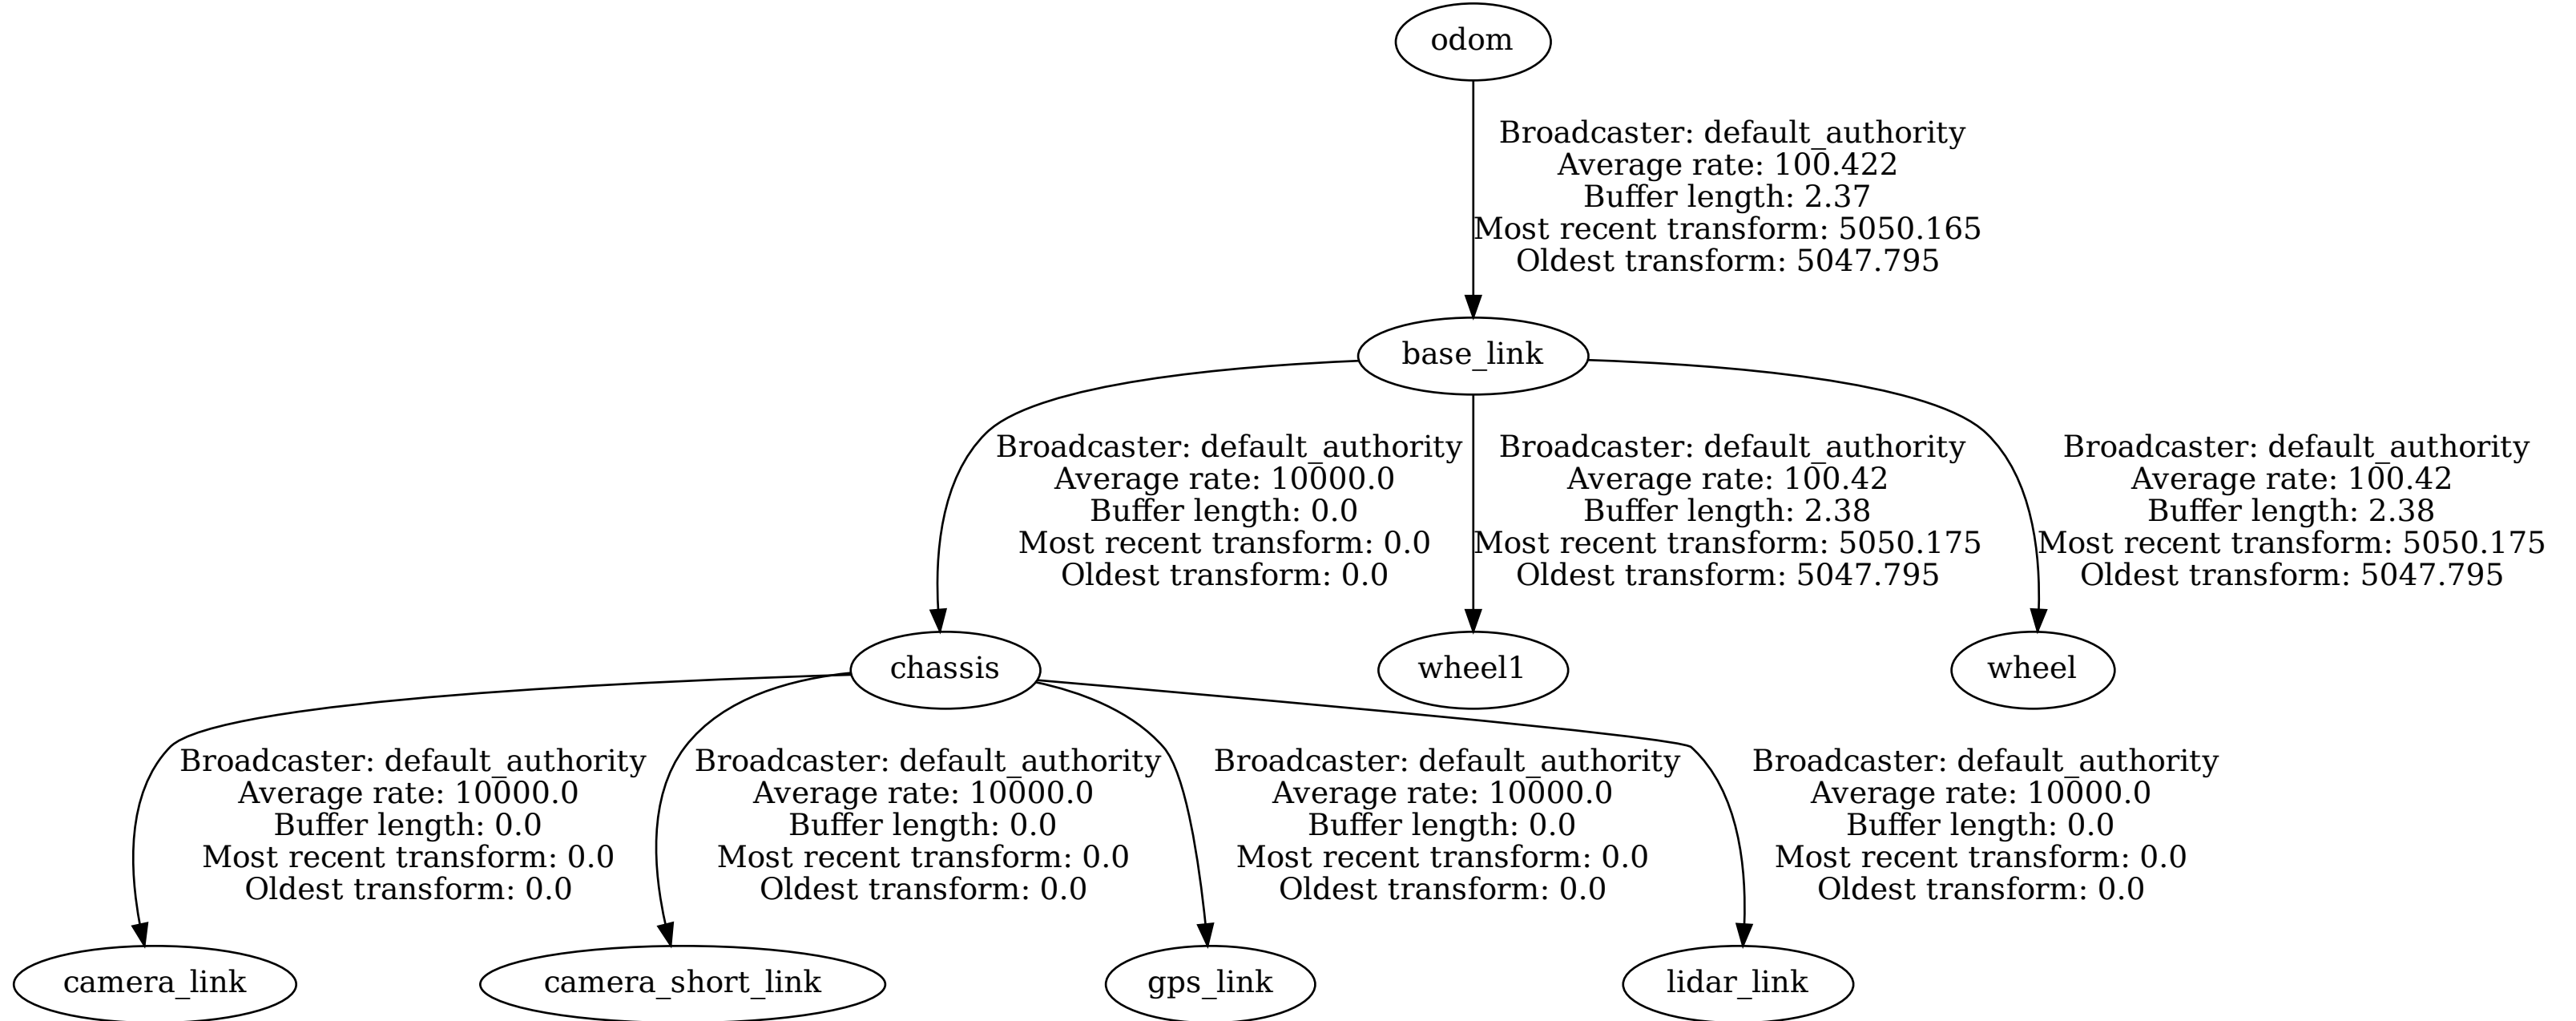 odom
Broadcaster: default_authority
Average rate: 100.422
Buffer length: 2.37
Most recent transform: 5050.165
Oldest transform: 5047.795
base_link
Broadcaster: default_authority
Average rate: 10000.0
Buffer length: 0.0
Most recent transform: 0.0
Oldest transform: 0.0
Broadcaster: default_authority
Average rate: 100.42
Buffer length: 2.38
Most recent transform: 5050.175
Oldest transform: 5047.795
Broadcaster: default_authority
Average rate: 100.42
Buffer length: 2.38
Most recent transform: 5050.175
Oldest transform: 5047.795
chassis
wheel1
wheel
Broadcaster: default_authority
Average rate: 10000.0
Buffer length: 0.0
Most recent transform: 0.0
Oldest transform: 0.0
Broadcaster: default_authority
Average rate: 10000.0
Buffer length: 0.0
Most recent transform: 0.0
Oldest transform: 0.0
Broadcaster: default_authority
Average rate: 10000.0
Buffer length: 0.0
Most recent transform: 0.0
Oldest transform: 0.0
Broadcaster: default_authority
Average rate: 10000.0
Buffer length: 0.0
Most recent transform: 0.0
Oldest transform: 0.0
camera_link
camera_short_link
gps_link
lidar_link